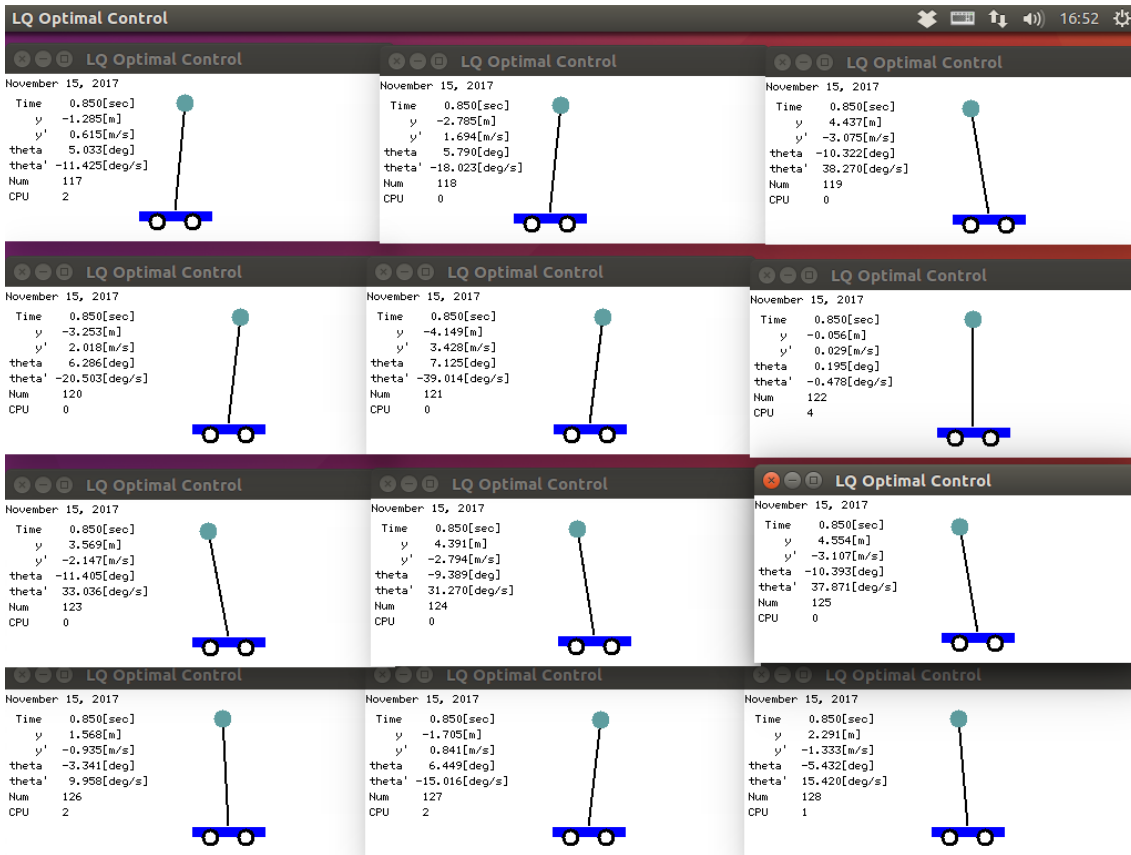 LQ Optimal Control
16:52
LQ Optimal Control
November 15, 2017
Time 0.850[sec]
y -1.285[m]
y' 0.615[m/s]
theta 5.033[deg]
theta' -11.425[deg/s]
Num 117
CPU 2
LQ Optimal Control
November 15, 2017
Time 0.850[sec]
y -2.785[m]
y' 1.694[m/s]
theta 5.790[deg]
theta' -18.023[deg/s]
Num 118
CPU 0
LQ Optimal Control
November 15, 2017
Time 0.850[sec]
y 4.437[m]
y' -3.075[m/s]
theta -10.322[deg]
theta' 38.270[deg/s]
Num 119
CPU 0
LQ Optimal Control
November 15, 2017
Time 0.850[sec]
y -3.253[m]
y' 2.018[m/s]
theta 6.286[deg]
theta' -20.503[deg/s]
Num 120
CPU 0
LQ Optimal Control
November 15, 2017
Time 0.850[sec]
y -4.149[m]
y' 3.428[m/s]
theta 7.125[deg]
theta' -39.014[deg/s]
Num 121
CPU 0
LQ Optimal Control
November 15, 2017
Time 0.850[sec]
y -0.056[m]
y' 0.029[m/s]
theta 0.195[deg]
theta' -0.478[deg/s]
Num 122
CPU 4
LQ Optimal Control
November 15, 2017
Time 0.850[sec]
y 3.569[m]
y' -2.147[m/s]
theta -11.405[deg]
theta' 33.036[deg/s]
Num 123
CPU 0
LQ Optimal Control
November 15, 2017
Time 0.850[sec]
y 4.391[m]
y' -2.794[m/s]
theta -9.389[deg]
theta' 31.270[deg/s]
Num 124
CPU 0
LQ Optimal Control
November 15, 2017
Time 0.850[sec]
y 4.554[m]
y' -3.107[m/s]
theta -10.393[deg]
theta' 37.871[deg/s]
Num 125
CPU 0
LQ Optimal Control
November 15, 2017
Time 0.850[sec]
y 1.568[m]
y' -0.935[m/s]
theta -3.341[deg]
theta' 9.958[deg/s]
Num 126
CPU 2
LQ Optimal Control
November 15, 2017
Time 0.850[sec]
y -1.705[m]
y' 0.841[m/s]
theta 6.449[deg]
theta' -15.016[deg/s]
Num 127
CPU 2
LQ Optimal Control
November 15, 2017
Time 0.850[sec]
y 2.291[m]
y' -1.333[m/s]
theta -5.432[deg]
theta' 15.420[deg/s]
Num 128
CPU 1